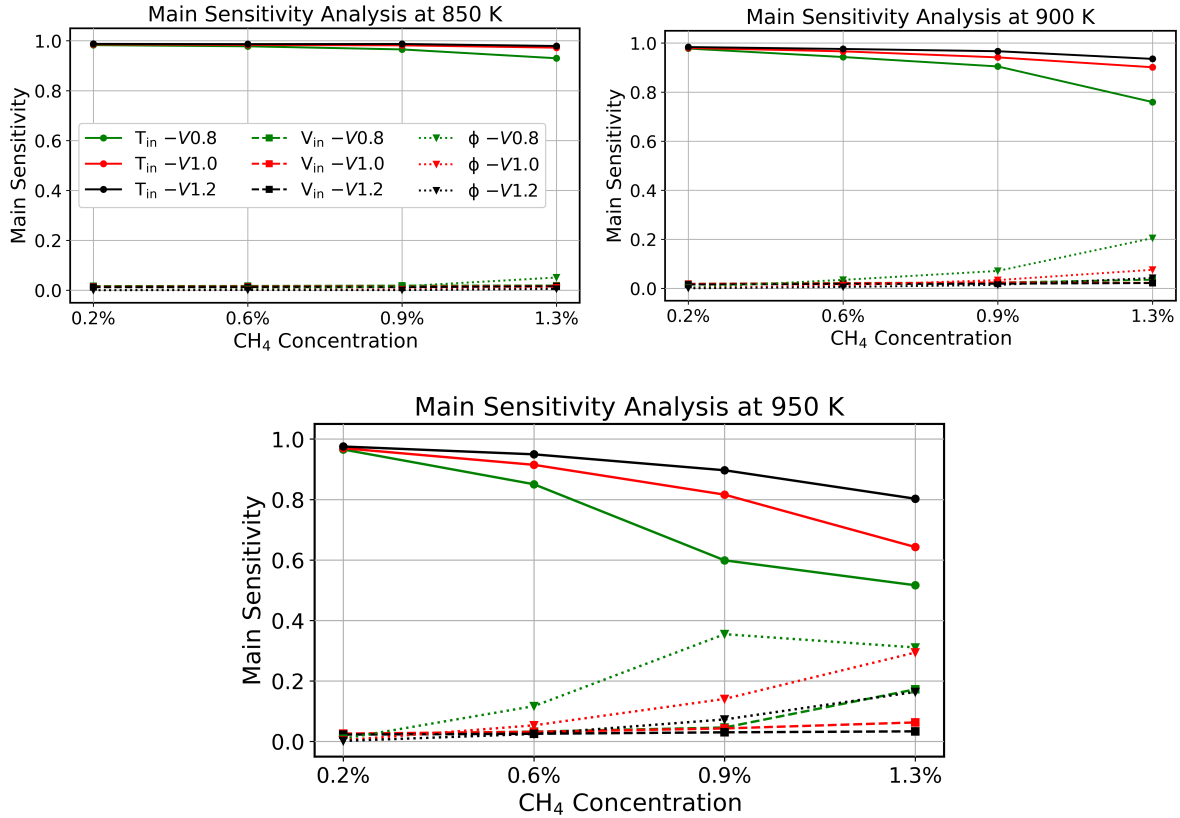 Main Sensitivity Analysis at 850 K
Main Sensitivity
1.0
0.8
0.6
0.4
0.2
0.0
T_in −V0.8
T_in −V1.0
T_in −V1.2
V_in −V0.8
V_in −V1.0
V_in −V1.2
ϕ −V0.8
ϕ −V1.0
ϕ −V1.2
0.2% 0.6% 0.9% 1.3%
CH₄ Concentration
Main Sensitivity Analysis at 900 K
Main Sensitivity
1.0
0.8
0.6
0.4
0.2
0.0
0.2% 0.6% 0.9% 1.3%
CH₄ Concentration
Main Sensitivity Analysis at 950 K
Main Sensitivity
1.0
0.8
0.6
0.4
0.2
0.0
0.2% 0.6% 0.9% 1.3%
CH₄ Concentration